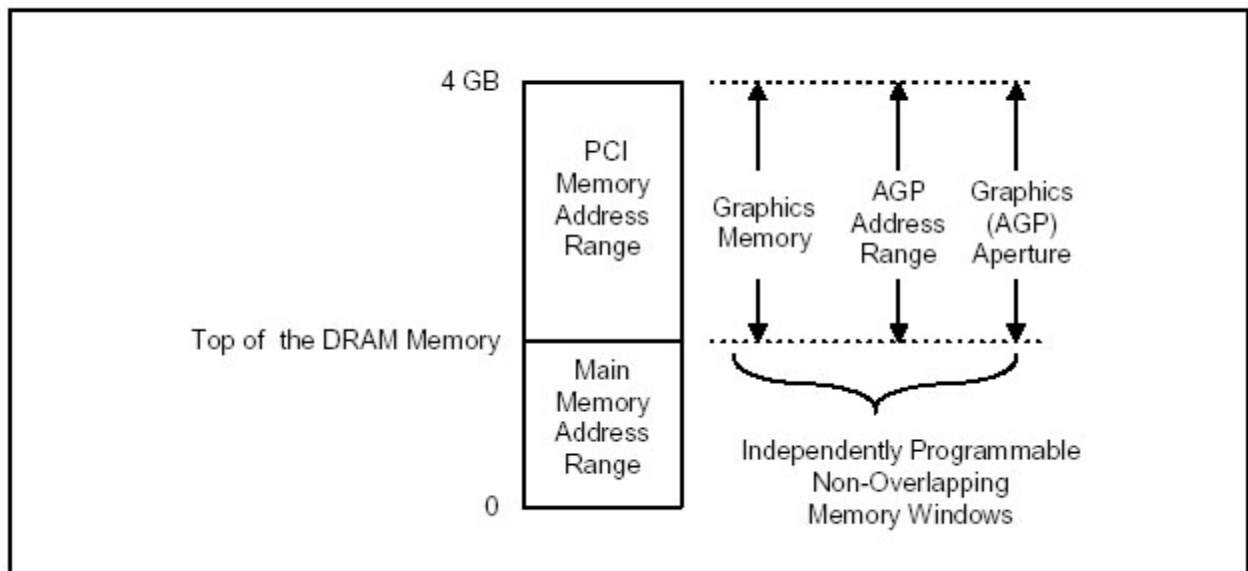 4 GB
PCI
Memory
Address
Range
Graphics
Memory
AGP
Address
Range
Graphics
(AGP)
Aperture
Top of the DRAM Memory
Main
Memory
Address
Range
0
Independently Programmable
Non-Overlapping
Memory Windows